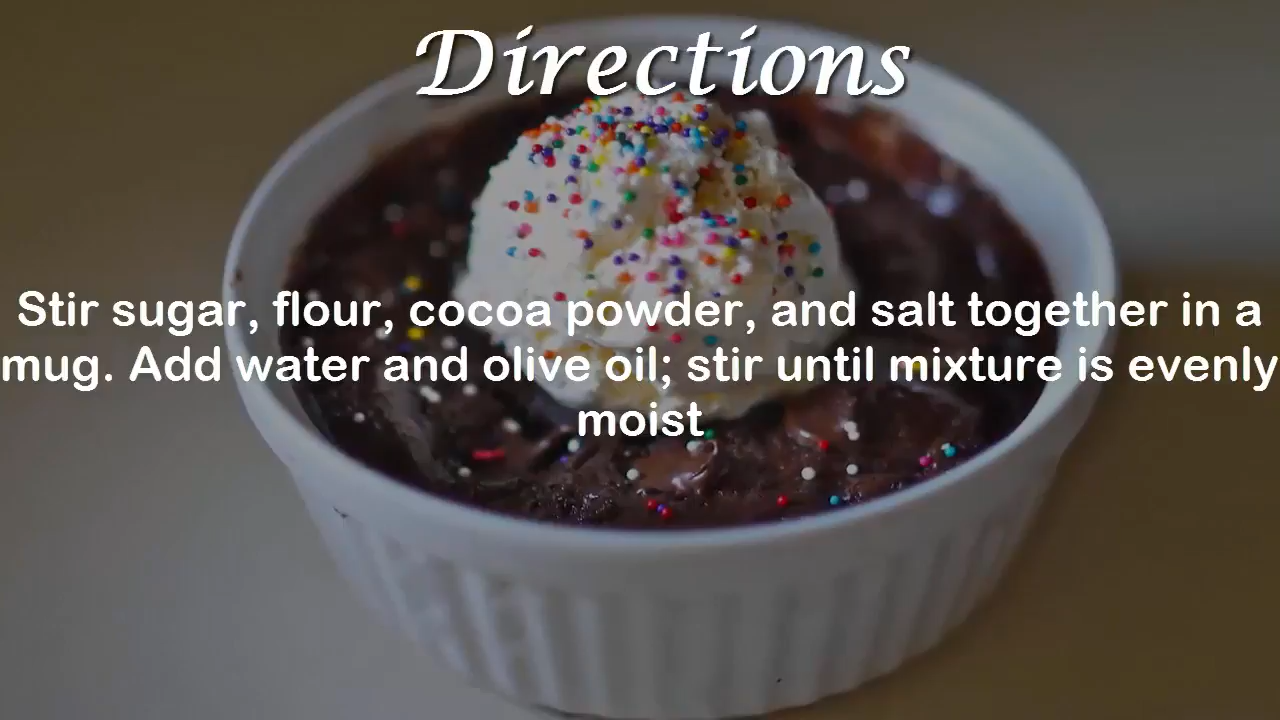 Directions
Stir sugar, flour, cocoa powder, and salt together in a
mug. Add water and olive oil; stir until mixture is evenly
moist